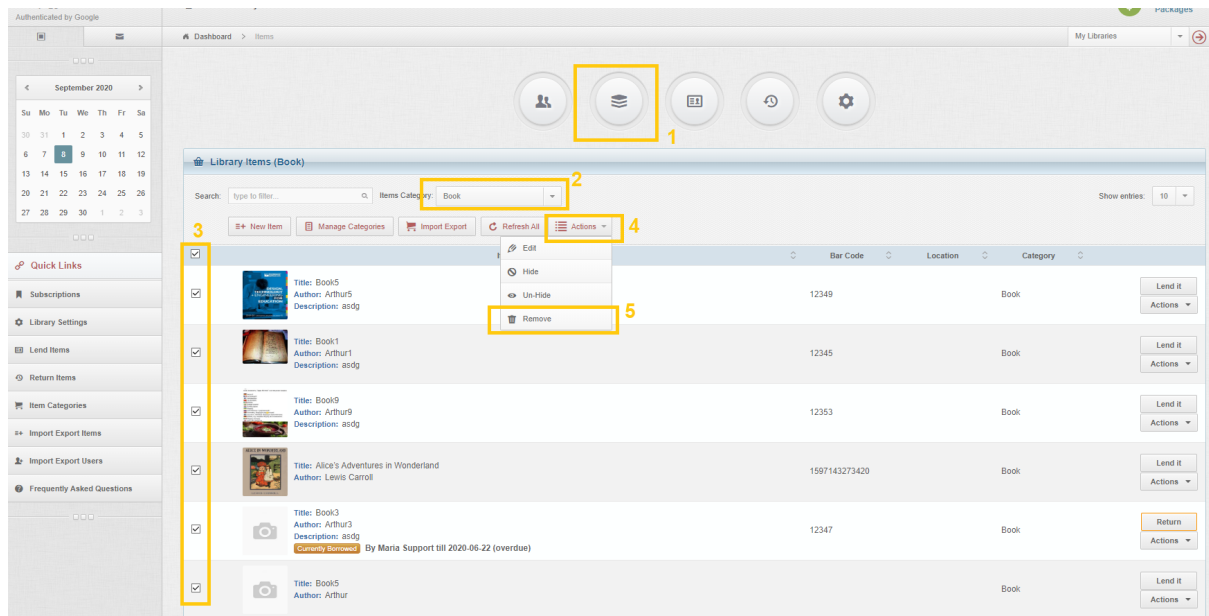 Authenticated by Google
Packages
Dashboard > Items
My Libraries
< September 2020 >
Su Mo Tu We Th Fr Sa
30 31 1 2 3 4 5
6 7 8 9 10 11 12
13 14 15 16 17 18 19
20 21 22 23 24 25 26
27 28 29 30 1 2 3
Quick Links
Subscriptions
Library Settings
Lend Items
Return Items
Item Categories
Import Export Items
Import Export Users
Frequently Asked Questions
1
Library Items (Book)
2
Search: type to filter... Items Category: Book
Show entries: 10
3
New Item Manage Categories Import Export Refresh All Actions
4
Edit
Hide
Un-Hide
Remove
5
Bar Code Location Category
Title: Book5
Author: Arthur5
Description: asdg
12349 Book
Lend it
Actions
Title: Book1
Author: Arthur1
Description: asdg
12345 Book
Lend it
Actions
Title: Book9
Author: Arthur9
Description: asdg
12353 Book
Lend it
Actions
Title: Alice's Adventures in Wonderland
Author: Lewis Carroll
1597143273420 Book
Lend it
Actions
Title: Book3
Author: Arthur3
Description: asdg
Currently Borrowed By Maria Support till 2020-06-22 (overdue)
12347 Book
Return
Actions
Title: Book5
Author: Arthur
Book
Lend it
Actions